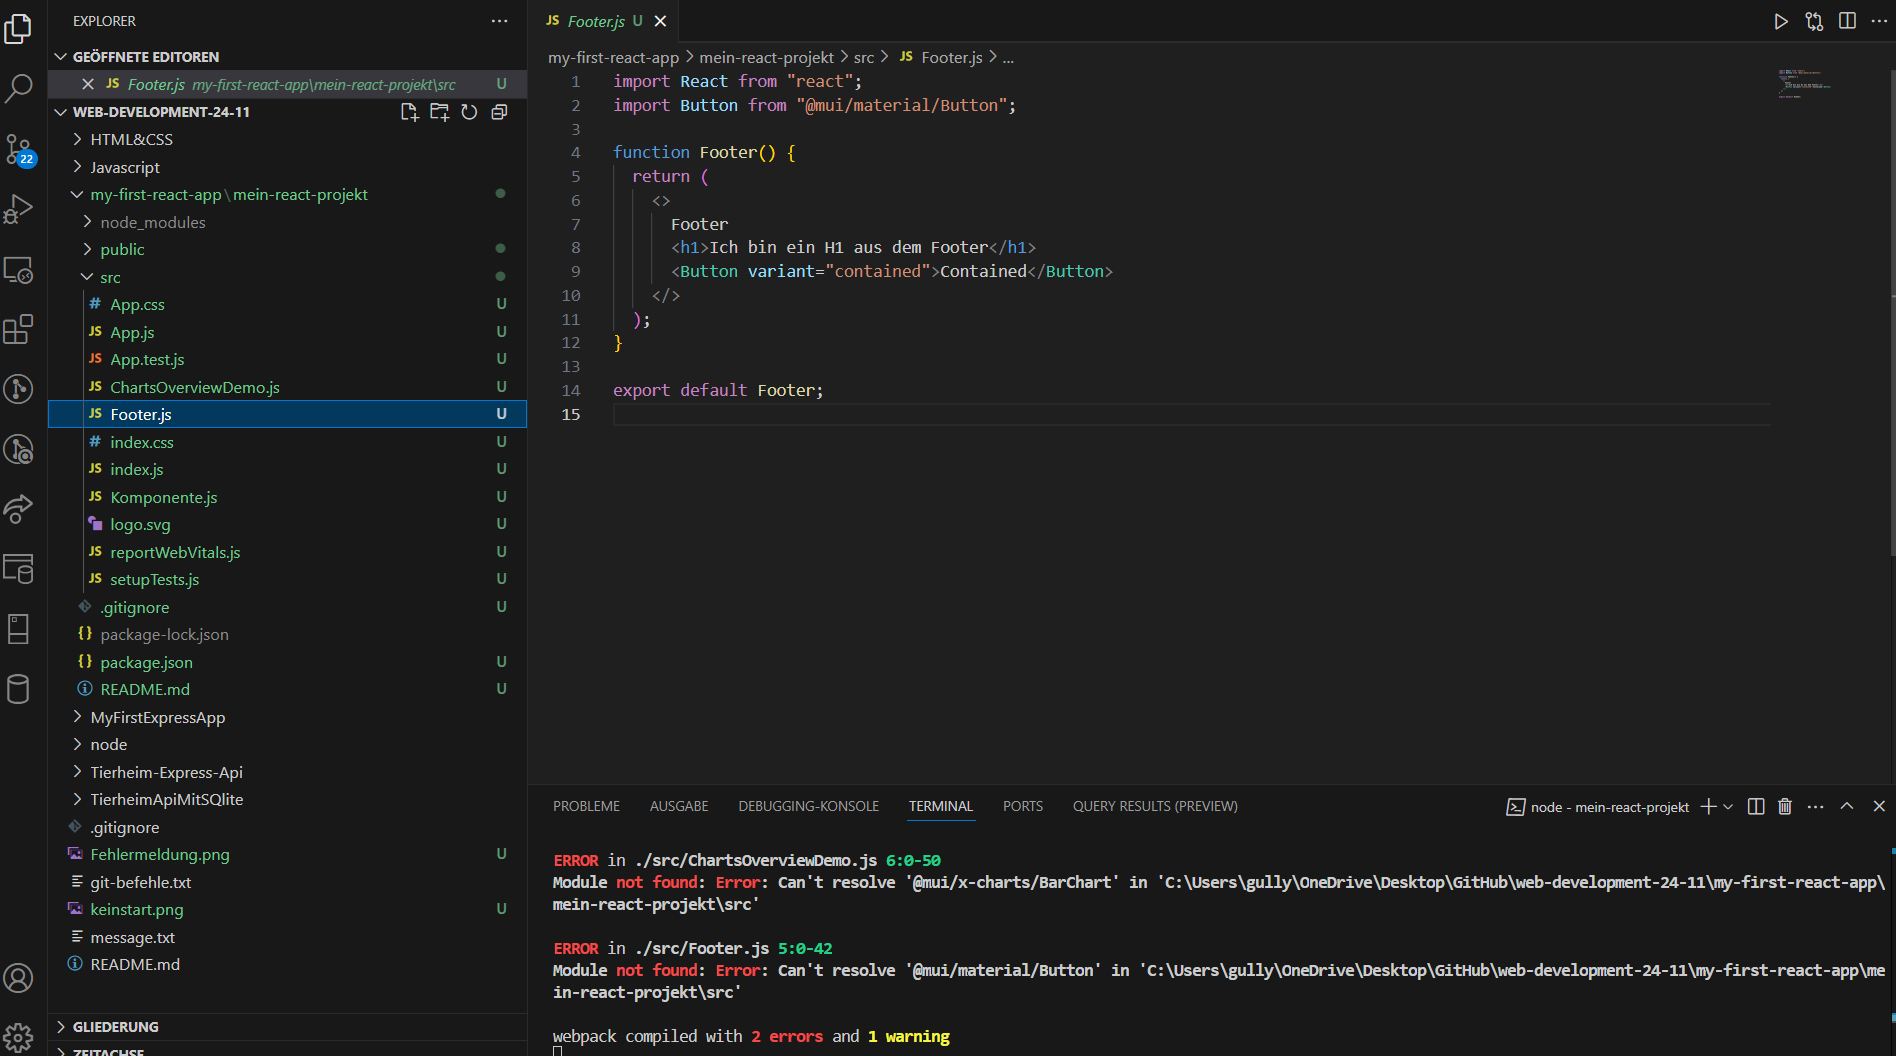 EXPLORER
GEÖFFNETE EDITOREN
JS Footer.js my-first-react-app\mein-react-projekt\src U
WEB-DEVELOPMENT-24-11
HTML&CSS
Javascript
my-first-react-app\mein-react-projekt
node_modules
public
src
# App.css U
JS App.js U
JS App.test.js U
JS ChartsOverviewDemo.js U
JS Footer.js U
# index.css U
JS index.js U
JS Komponente.js U
logo.svg U
JS reportWebVitals.js U
JS setupTests.js U
.gitignore U
{} package-lock.json
{} package.json U
README.md U
MyFirstExpressApp
node
Tierheim-Express-Api
TierheimApiMitSQlite
.gitignore
Fehlermeldung.png U
git-befehle.txt
keinstart.png U
message.txt
README.md
GLIEDERUNG
ZEITACHSE
22
JS Footer.js U
my-first-react-app > mein-react-projekt > src > JS Footer.js > ...
1 import React from "react";
2 import Button from "@mui/material/Button";
3
4 function Footer() {
5 return (
6 <>
7 Footer
8 <h1>Ich bin ein H1 aus dem Footer</h1>
9 <Button variant="contained">Contained</Button>
10 </>
11 );
12 }
13
14 export default Footer;
15
PROBLEME AUSGABE DEBUGGING-KONSOLE TERMINAL PORTS QUERY RESULTS (PREVIEW)
node - mein-react-projekt
ERROR in ./src/ChartsOverviewDemo.js 6:0-50
Module not found: Error: Can't resolve '@mui/x-charts/BarChart' in 'C:\Users\gully\OneDrive\Desktop\GitHub\web-development-24-11\my-first-react-app\
mein-react-projekt\src'
ERROR in ./src/Footer.js 5:0-42
Module not found: Error: Can't resolve '@mui/material/Button' in 'C:\Users\gully\OneDrive\Desktop\GitHub\web-development-24-11\my-first-react-app\me
in-react-projekt\src'
webpack compiled with 2 errors and 1 warning